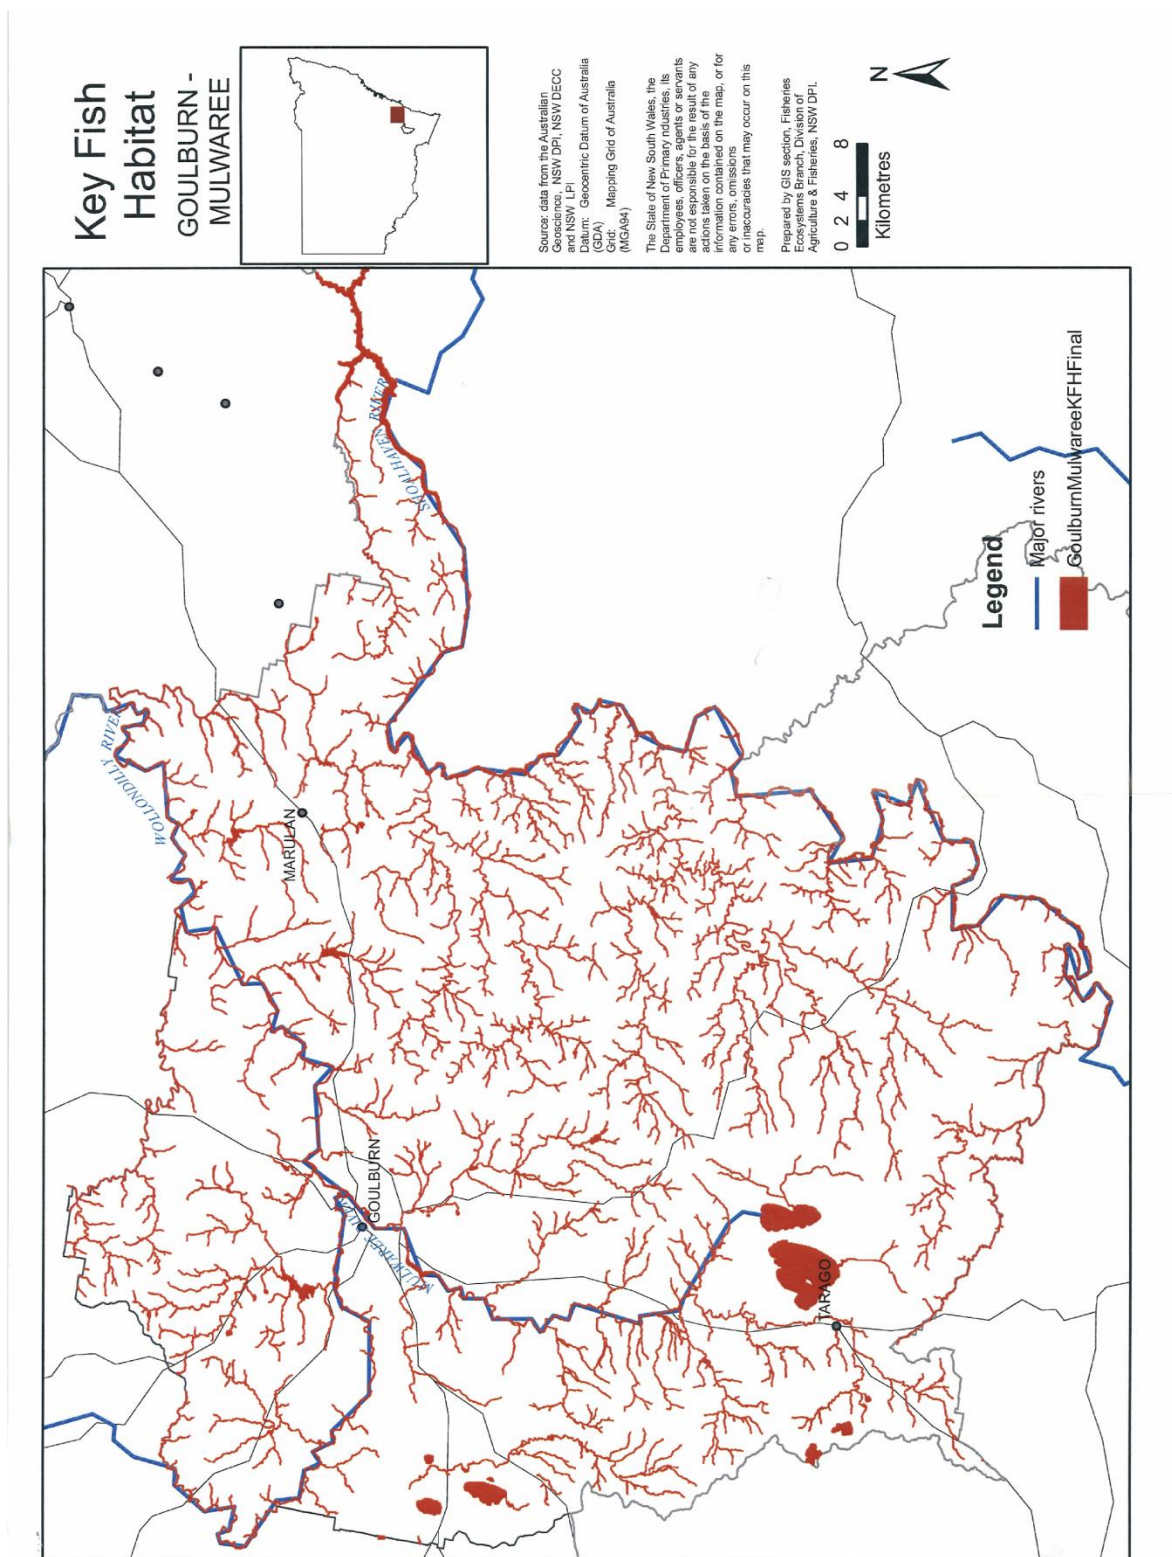 Key Fish
Habitat
GOULBURN -
MULWAREE
Source: data from the Australian
Geoscience, NSW DPI, NSW DECC
and NSW LPI
Datum: Geocentric Datum of Australia
(GDA)
Grid: Mapping Grid of Australia
(MGA94)
The State of New South Wales, the
Department of Primary ndustries, its
employees, officers, agents or servants
are not esponsible for the result of any
actions taken on the basis of the
information contained on the map, or for
any errors, omissions
or inaccuracies that may occur on this
map.
Prepared by GIS section, Fisheries
Ecosystems Branch, Division of
Agriculture & Fisheries, NSW DPI.
N
0 2 4 8
Kilometres
WOLLONDILLY RIVER
SHOALHAVEN RIVER
MARULAN
GOULBURN
MULWAREE
TARAGO
Legend
Major rivers
GoulburnMulwareeKFHFinal